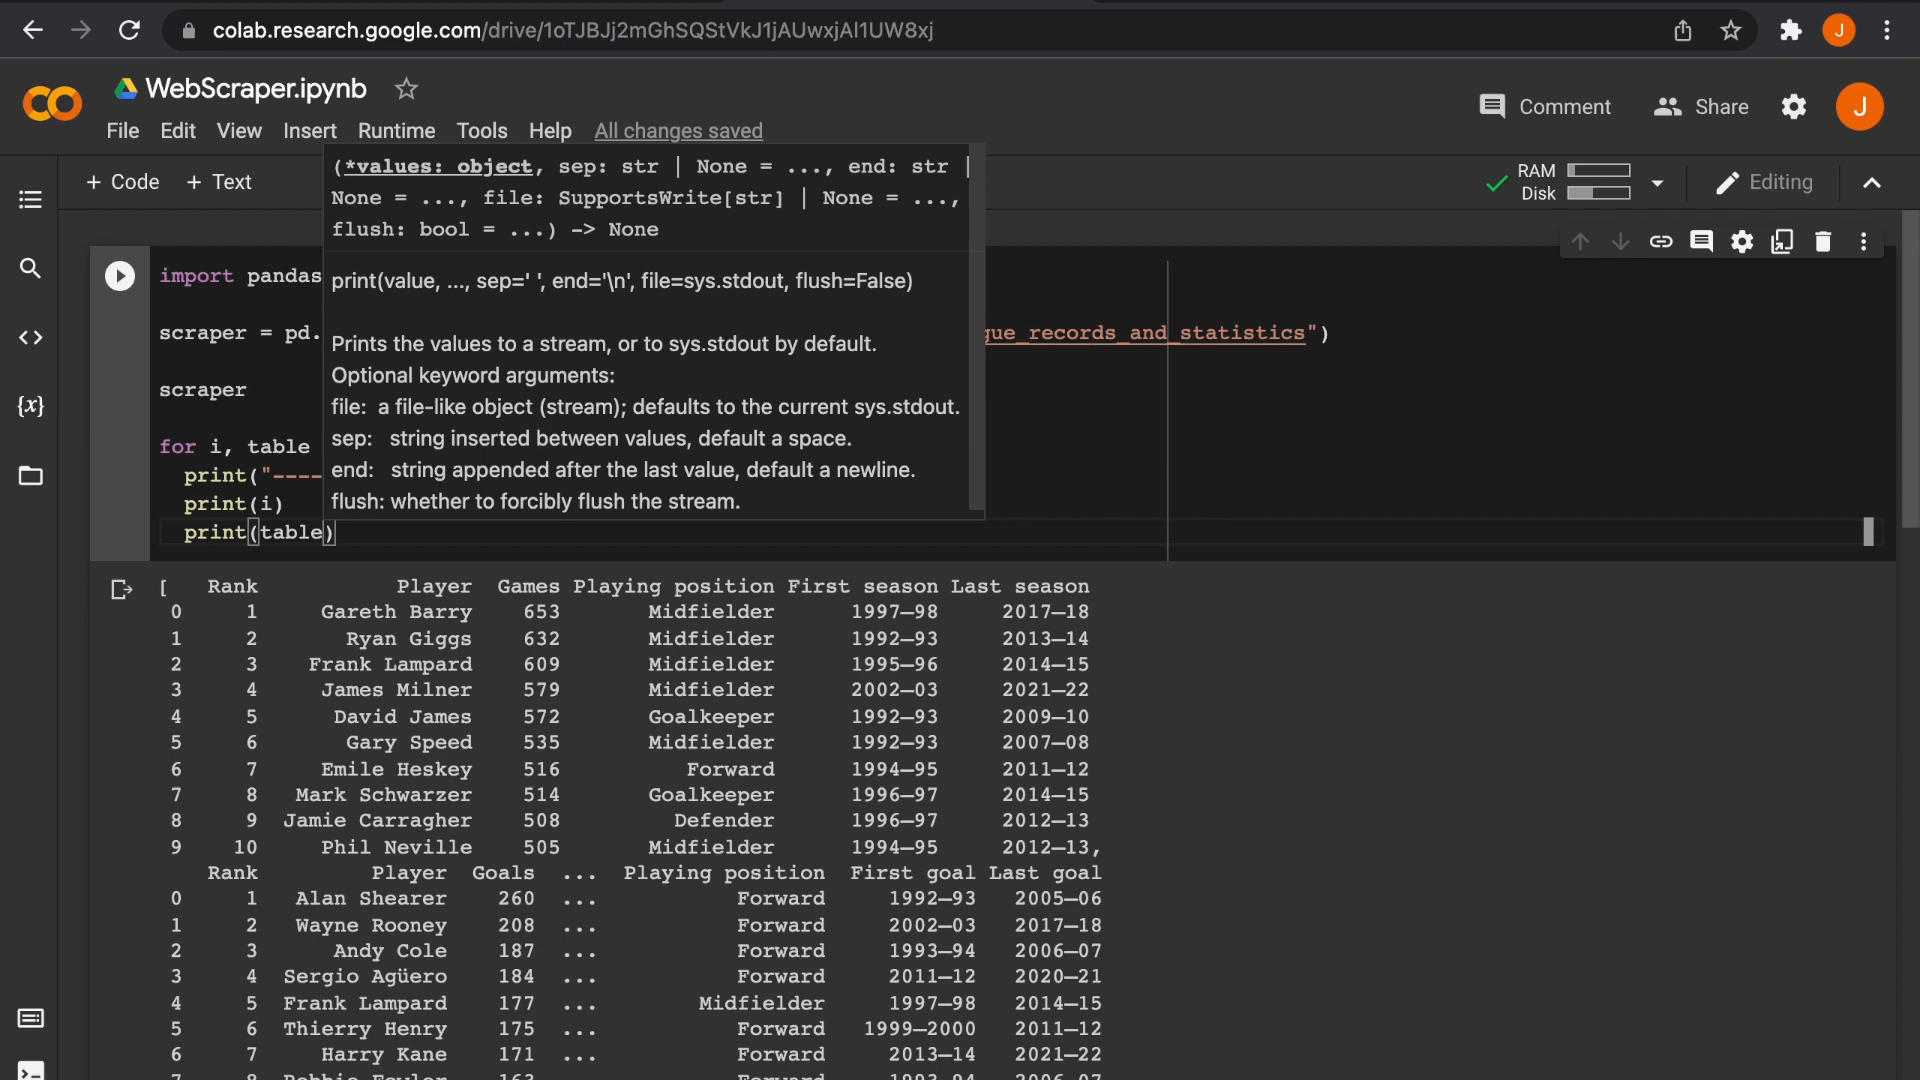 colab.research.google.com/drive/1oTJBJj2mGhSQStVkJ1jAUwxjAl1UW8xj
J
WebScraper.ipynb
Comment
Share
J
File Edit View Insert Runtime Tools Help All changes saved
+ Code + Text
RAM
Disk
Editing
(*values: object, sep: str | None = ..., end: str |
None = ..., file: SupportsWrite[str] | None = ...,
flush: bool = ...) -> None
print(value, ..., sep=' ', end='\n', file=sys.stdout, flush=False)
Prints the values to a stream, or to sys.stdout by default.
Optional keyword arguments:
file: a file-like object (stream); defaults to the current sys.stdout.
sep: string inserted between values, default a space.
end: string appended after the last value, default a newline.
flush: whether to forcibly flush the stream.
import pandas
scraper = pd. gue_records_and_statistics")
scraper
for i, table
print("----
print(i)
print(table)
{x}
[ Rank Player Games Playing position First season Last season
0 1 Gareth Barry 653 Midfielder 1997–98 2017–18
1 2 Ryan Giggs 632 Midfielder 1992–93 2013–14
2 3 Frank Lampard 609 Midfielder 1995–96 2014–15
3 4 James Milner 579 Midfielder 2002–03 2021–22
4 5 David James 572 Goalkeeper 1992–93 2009–10
5 6 Gary Speed 535 Midfielder 1992–93 2007–08
6 7 Emile Heskey 516 Forward 1994–95 2011–12
7 8 Mark Schwarzer 514 Goalkeeper 1996–97 2014–15
8 9 Jamie Carragher 508 Defender 1996–97 2012–13
9 10 Phil Neville 505 Midfielder 1994–95 2012–13,
Rank Player Goals ... Playing position First goal Last goal
0 1 Alan Shearer 260 ... Forward 1992–93 2005–06
1 2 Wayne Rooney 208 ... Forward 2002–03 2017–18
2 3 Andy Cole 187 ... Forward 1993–94 2006–07
3 4 Sergio Agüero 184 ... Forward 2011–12 2020–21
4 5 Frank Lampard 177 ... Midfielder 1997–98 2014–15
5 6 Thierry Henry 175 ... Forward 1999–2000 2011–12
6 7 Harry Kane 171 ... Forward 2013–14 2021–22